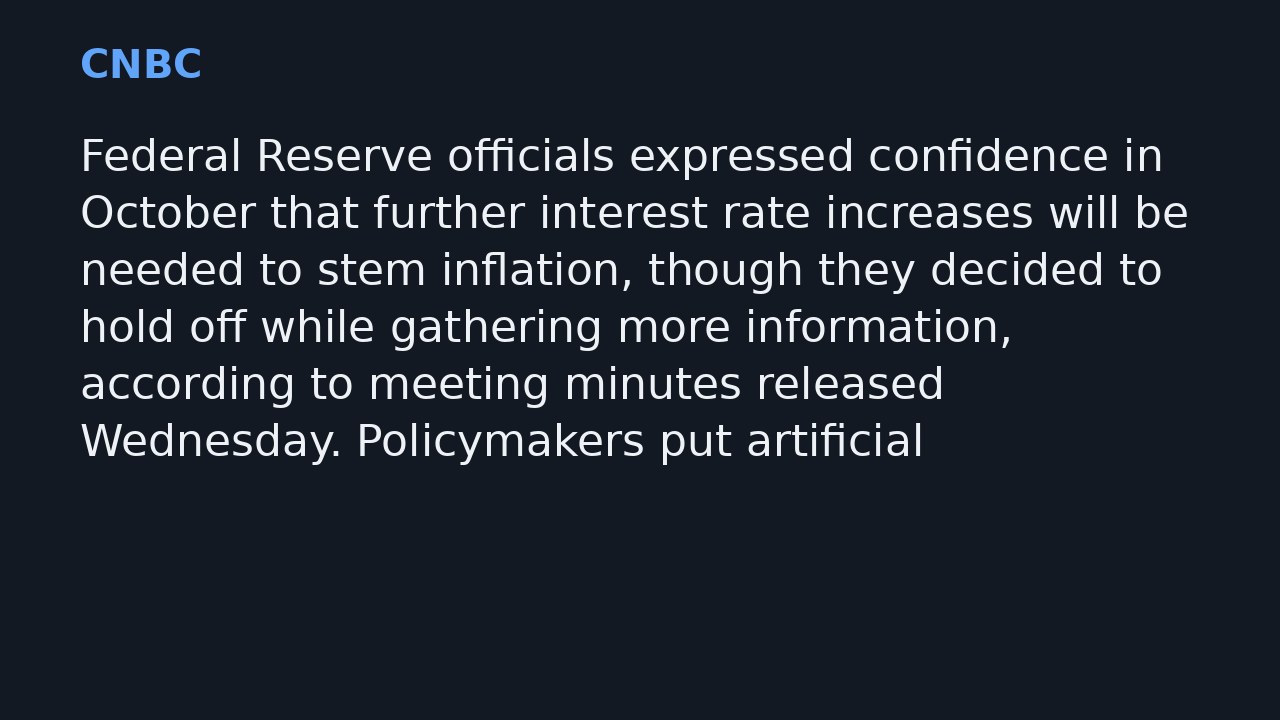 CNBC
Federal Reserve officials expressed confidence in
October that further interest rate increases will be
needed to stem inflation, though they decided to
hold off while gathering more information,
according to meeting minutes released
Wednesday. Policymakers put artificial